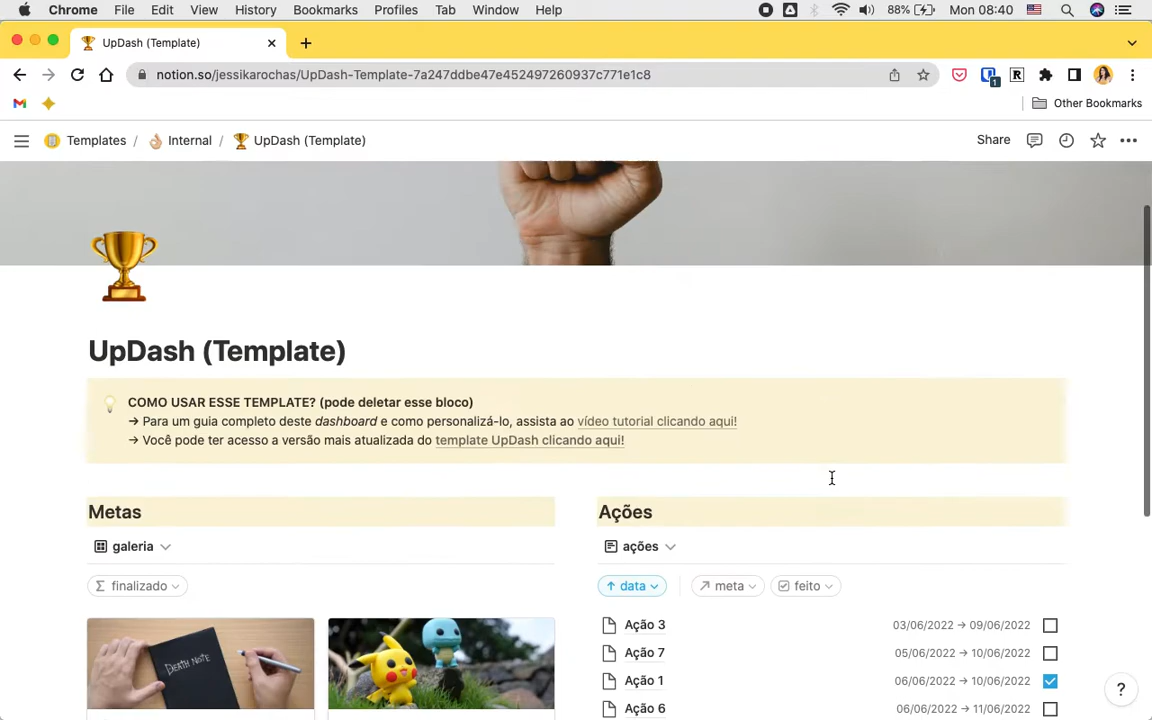 Chrome File Edit View History Bookmarks Profiles Tab Window Help 88% Mon 08:40
UpDash (Template)
notion.so/jessikarochas/UpDash-Template-7a247ddbe47e452497260937c771e1c8
1
R
Other Bookmarks
Templates / Internal / UpDash (Template) Share
UpDash (Template)
COMO USAR ESSE TEMPLATE? (pode deletar esse bloco)
→ Para um guia completo deste dashboard e como personalizá-lo, assista ao vídeo tutorial clicando aqui!
→ Você pode ter acesso a versão mais atualizada do template UpDash clicando aqui!
Metas
galeria
Σ finalizado
DEATH NOTE
Ações
ações
↑ data ↗ meta feito
Ação 3 03/06/2022 → 09/06/2022
Ação 7 05/06/2022 → 10/06/2022
Ação 1 06/06/2022 → 10/06/2022
Ação 6 06/06/2022 → 11/06/2022
?